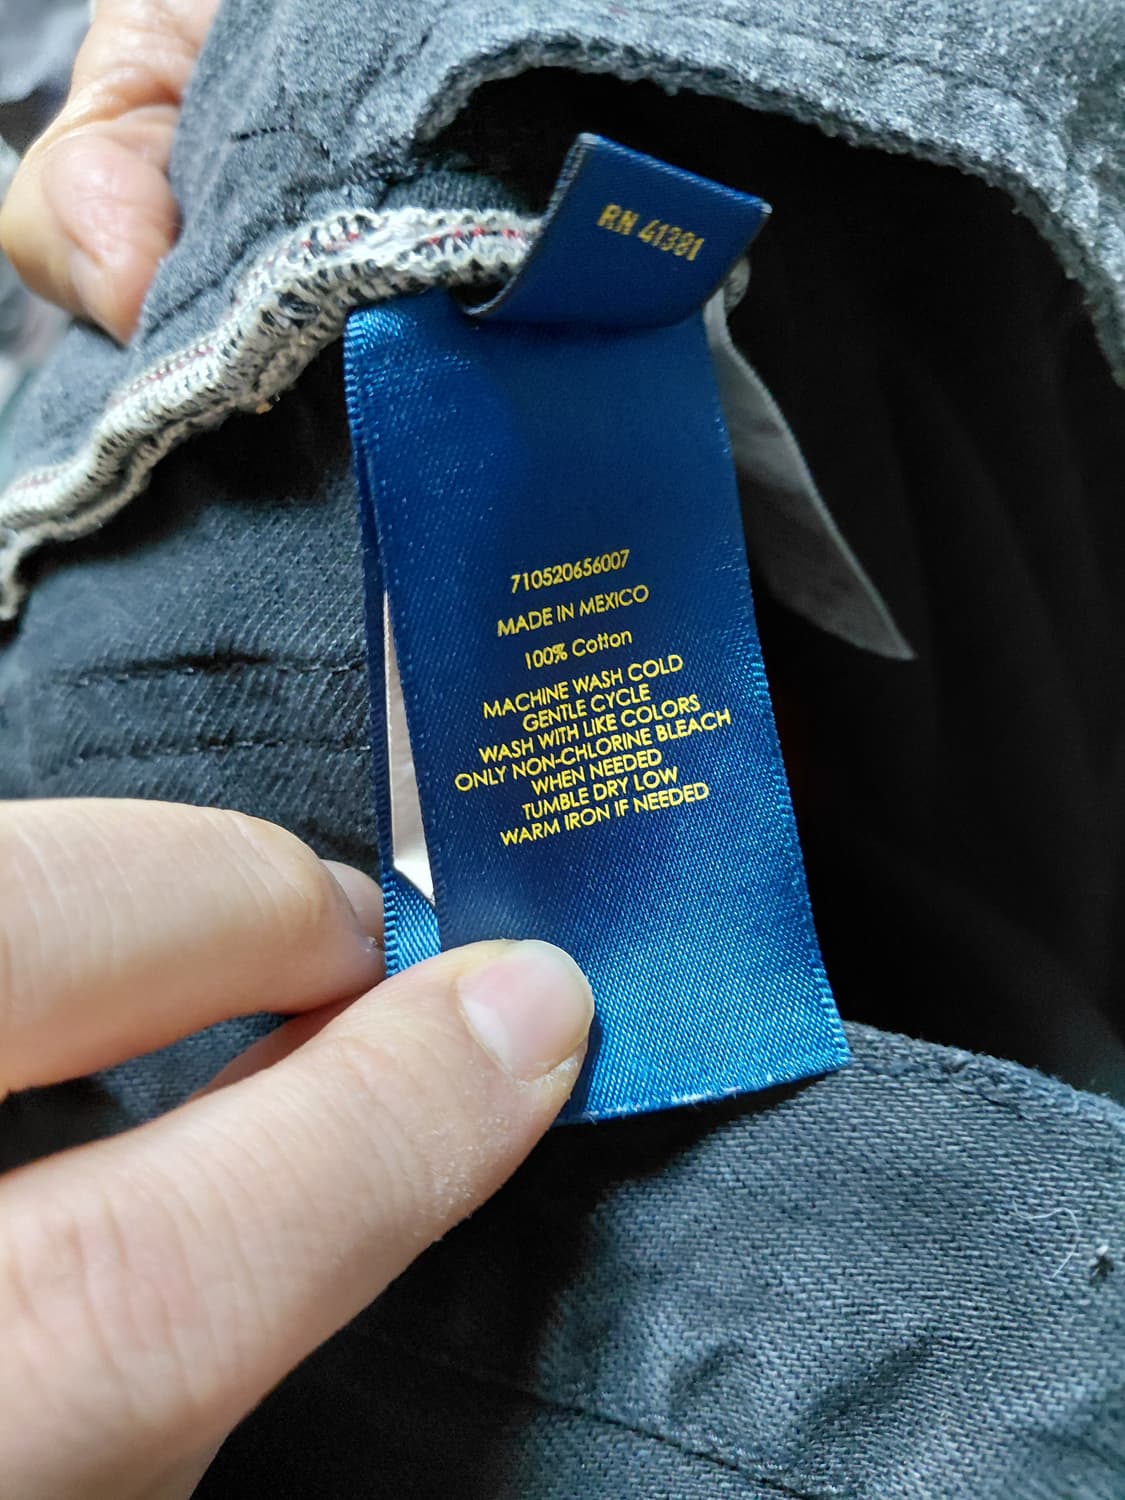 RN 41381
710520656007
MADE IN MEXICO
100% Cotton
MACHINE WASH COLD
GENTLE CYCLE
WASH WITH LIKE COLORS
ONLY NON-CHLORINE BLEACH
WHEN NEEDED
TUMBLE DRY LOW
WARM IRON IF NEEDED